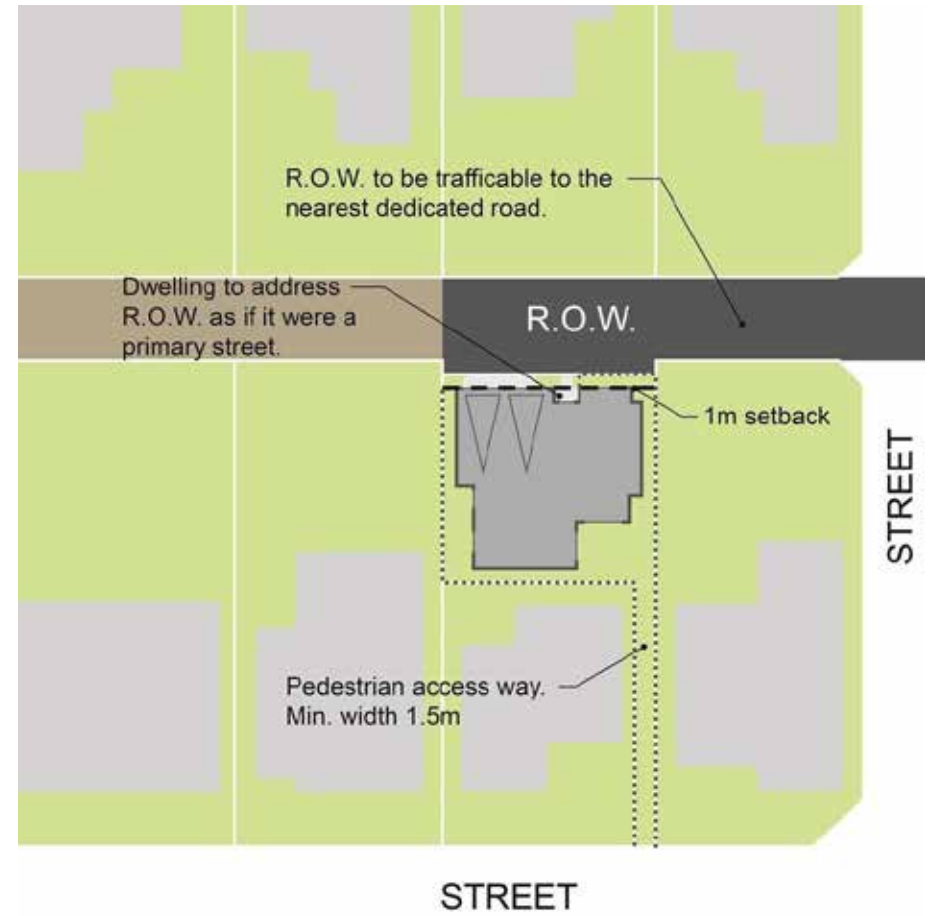 R.O.W. to be trafficable to the
nearest dedicated road.
Dwelling to address
R.O.W. as if it were a
primary street.
R.O.W.
1m setback
STREET
Pedestrian access way.
Min. width 1.5m
STREET